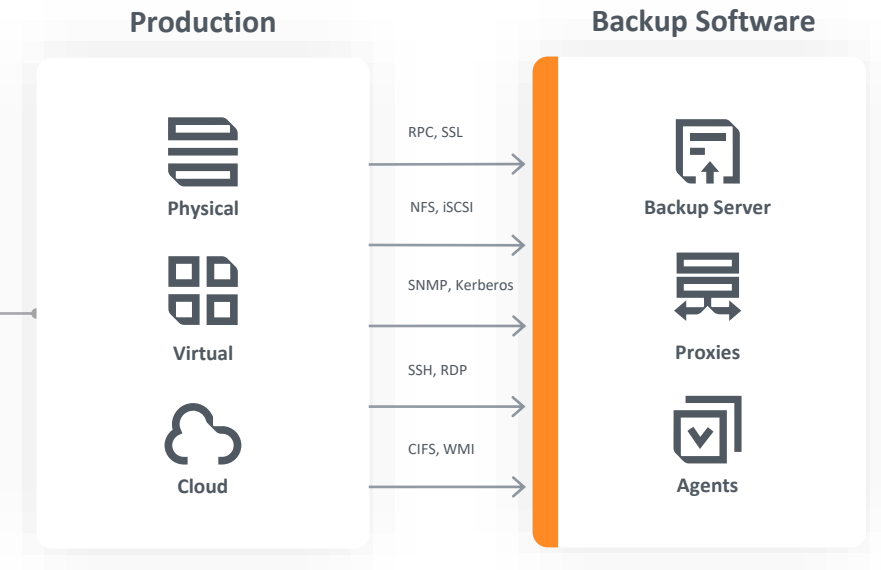 Production
Backup Software
Physical
Virtual
Cloud
RPC, SSL
NFS, iSCSI
SNMP, Kerberos
SSH, RDP
CIFS, WMI
Backup Server
Proxies
Agents